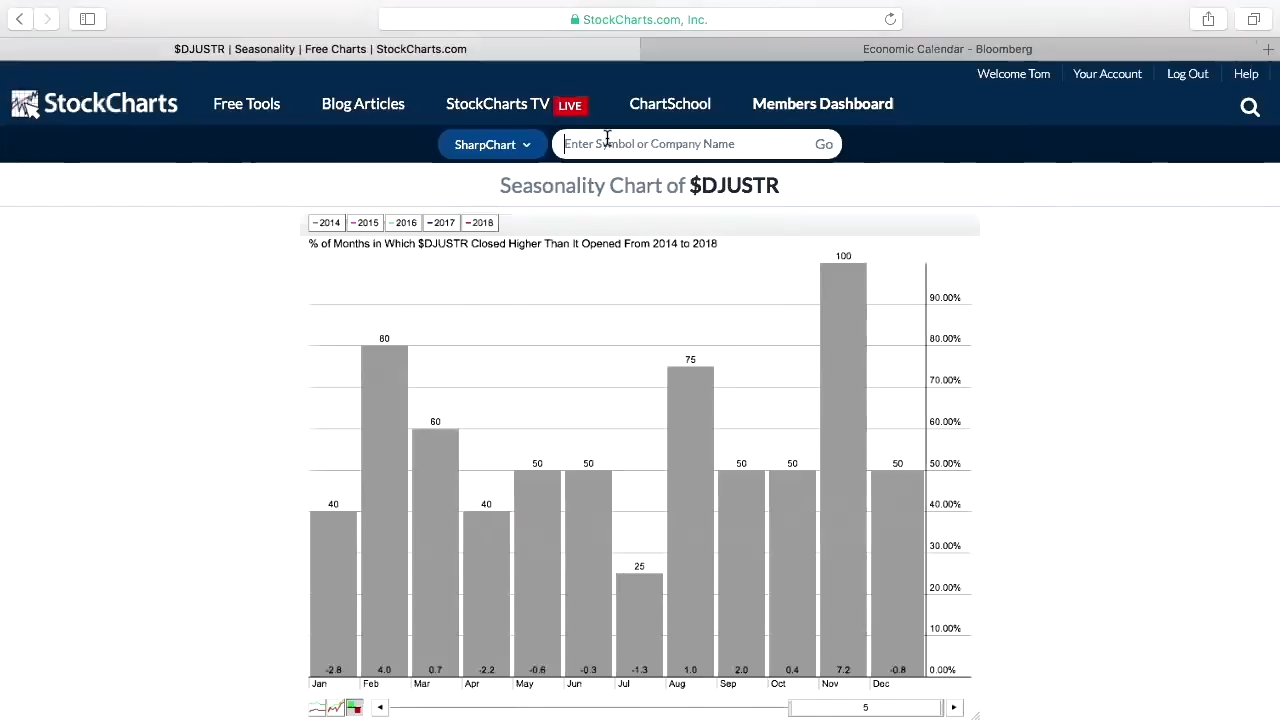 StockCharts.com, Inc.
$DJUSTR | Seasonality | Free Charts | StockCharts.com
Economic Calendar - Bloomberg
Welcome Tom
Your Account
Log Out
Help
StockCharts
Free Tools
Blog Articles
StockCharts TV LIVE
ChartSchool
Members Dashboard
SharpChart
Enter Symbol or Company Name
Go
Seasonality Chart of $DJUSTR
2014 2015 2016 2017 2018
% of Months in Which $DJUSTR Closed Higher Than It Opened From 2014 to 2018
40 80 60 40 50 50 25 75 50 50 100 50
90.00%
80.00%
70.00%
60.00%
50.00%
40.00%
30.00%
20.00%
10.00%
0.00%
-2.8 4.0 0.7 -2.2 -0.6 -0.3 -1.3 1.0 2.0 0.4 7.2 -0.8
Jan Feb Mar Apr May Jun Jul Aug Sep Oct Nov Dec
5